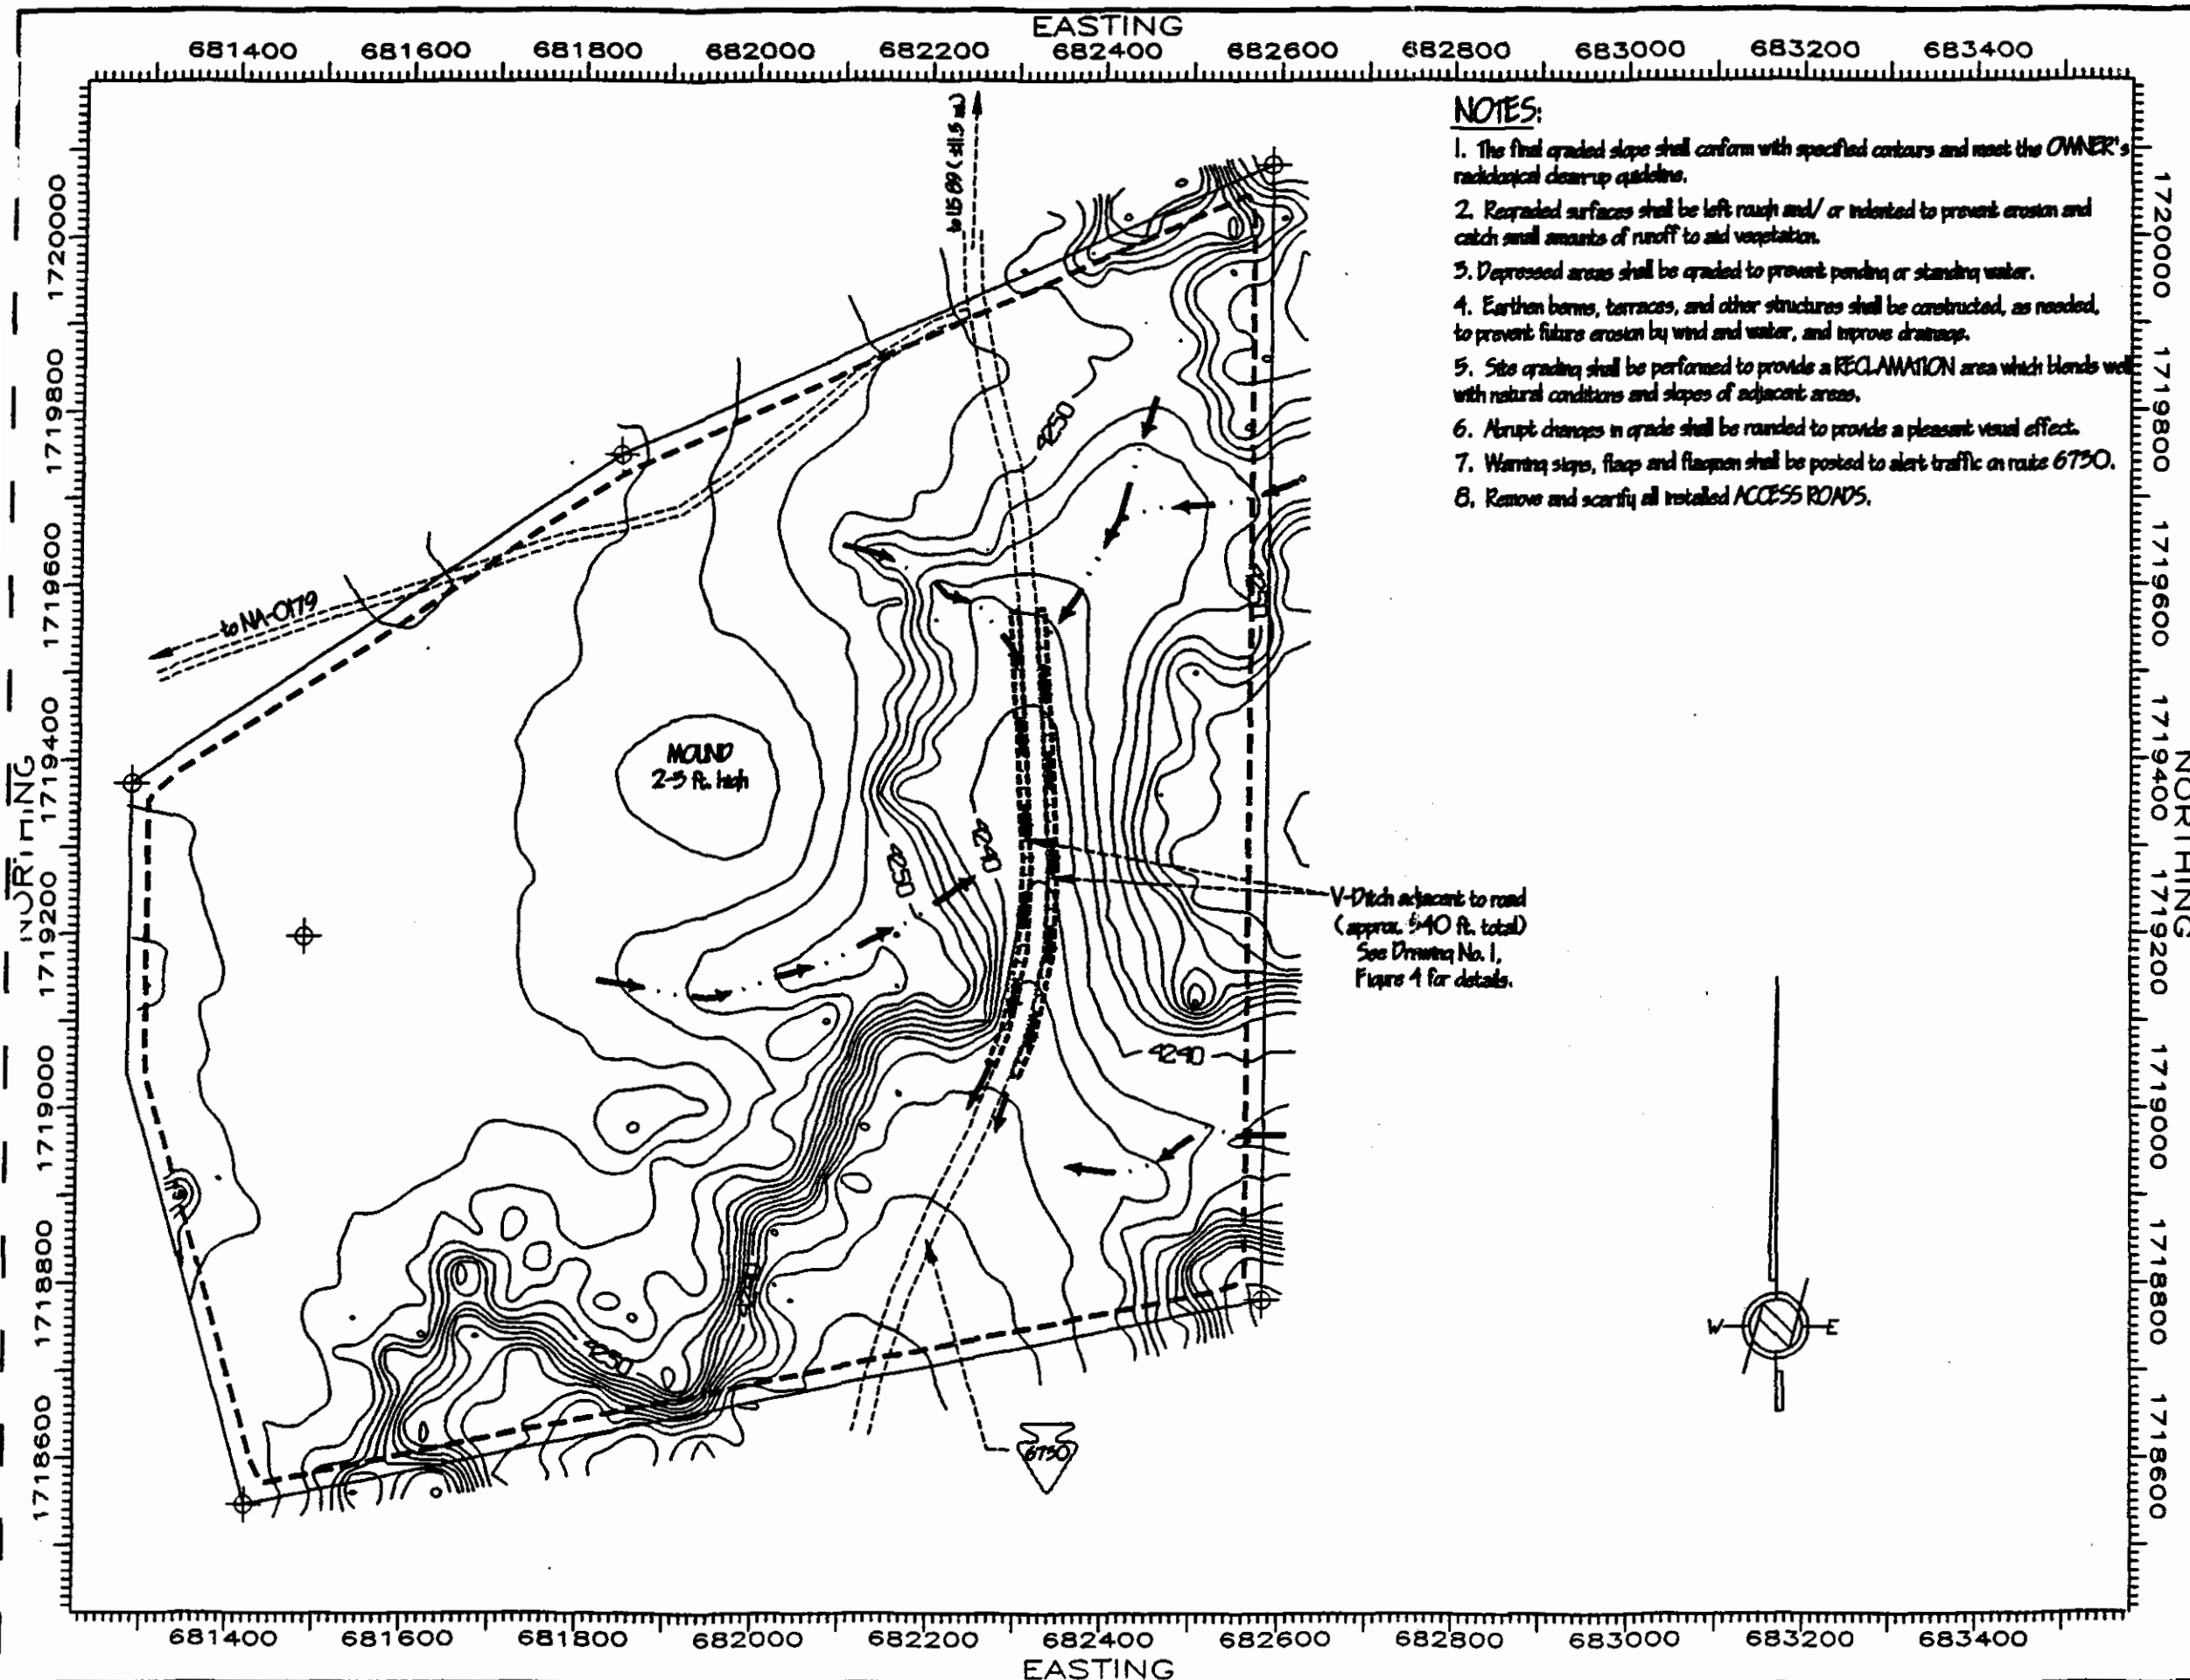 EASTING
681400 681600 681800 682000 682200 682400 682600 682800 683000 683200 683400
NOTES:
1. The final graded slope shall conform with specified contours and meet the OWNER's
radiological cleanup guideline.
2. Regraded surfaces shall be left rough and/ or indented to prevent erosion and
catch small amounts of runoff to aid vegetation.
3. Depressed areas shall be graded to prevent ponding or standing water.
4. Earthen berms, terraces, and other structures shall be constructed, as needed,
to prevent future erosion by wind and water, and improve drainage.
5. Site grading shall be performed to provide a RECLAMATION area which blends well
with natural conditions and slopes of adjacent areas.
6. Abrupt changes in grade shall be rounded to provide a pleasant visual effect.
7. Warning signs, flags and flagmen shall be posted to alert traffic on route 6730.
8. Remove and scarify all installed ACCESS ROADS.
to US 89 (±11.5 m)
1720000
1719800
1719600
1719400
1719200
1719000
1718800
1718600
NORTHING
1720000
1719800
1719600
1719400
1719200
1719000
1718800
1718600
NORTHING
4250
4250
to NA-0179
MOUND
2-3 ft. high
4240
4250
V-Ditch adjacent to road
(approx. 540 ft. total)
See Drawing No. 1,
Figure 4 for details.
4240
4250
6730
W E
681400 681600 681800 682000 682200 682400 682600 682800 683000 683200 683400
EASTING